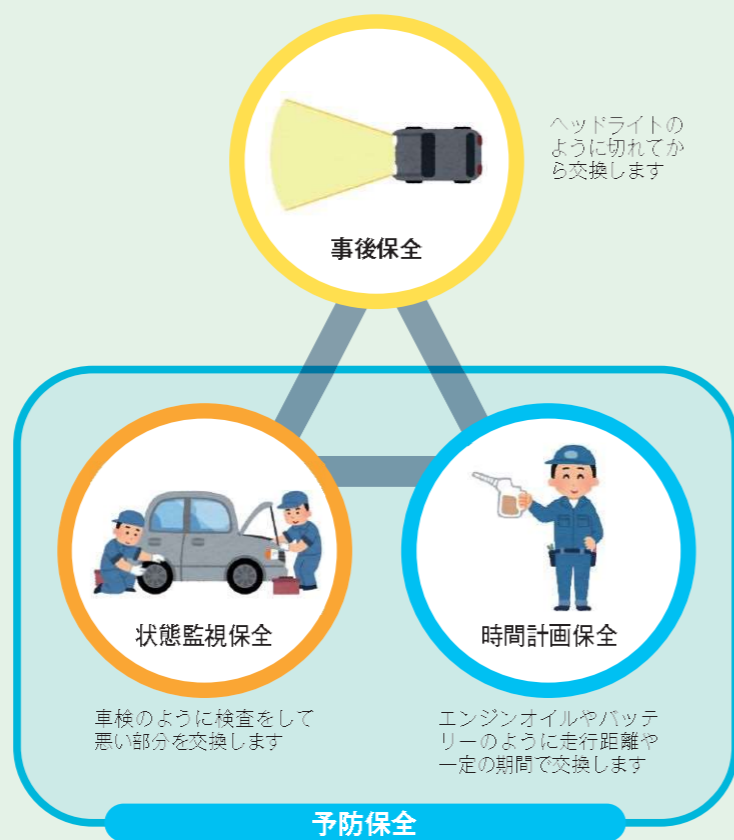 ヘッドライトの
ように切れてか
ら交換します
事後保全
状態監視保全
時間計画保全
車検のように検査をして
悪い部分を交換します
エンジンオイルやバッテ
リーのように走行距離や
一定の期間で交換します
予防保全